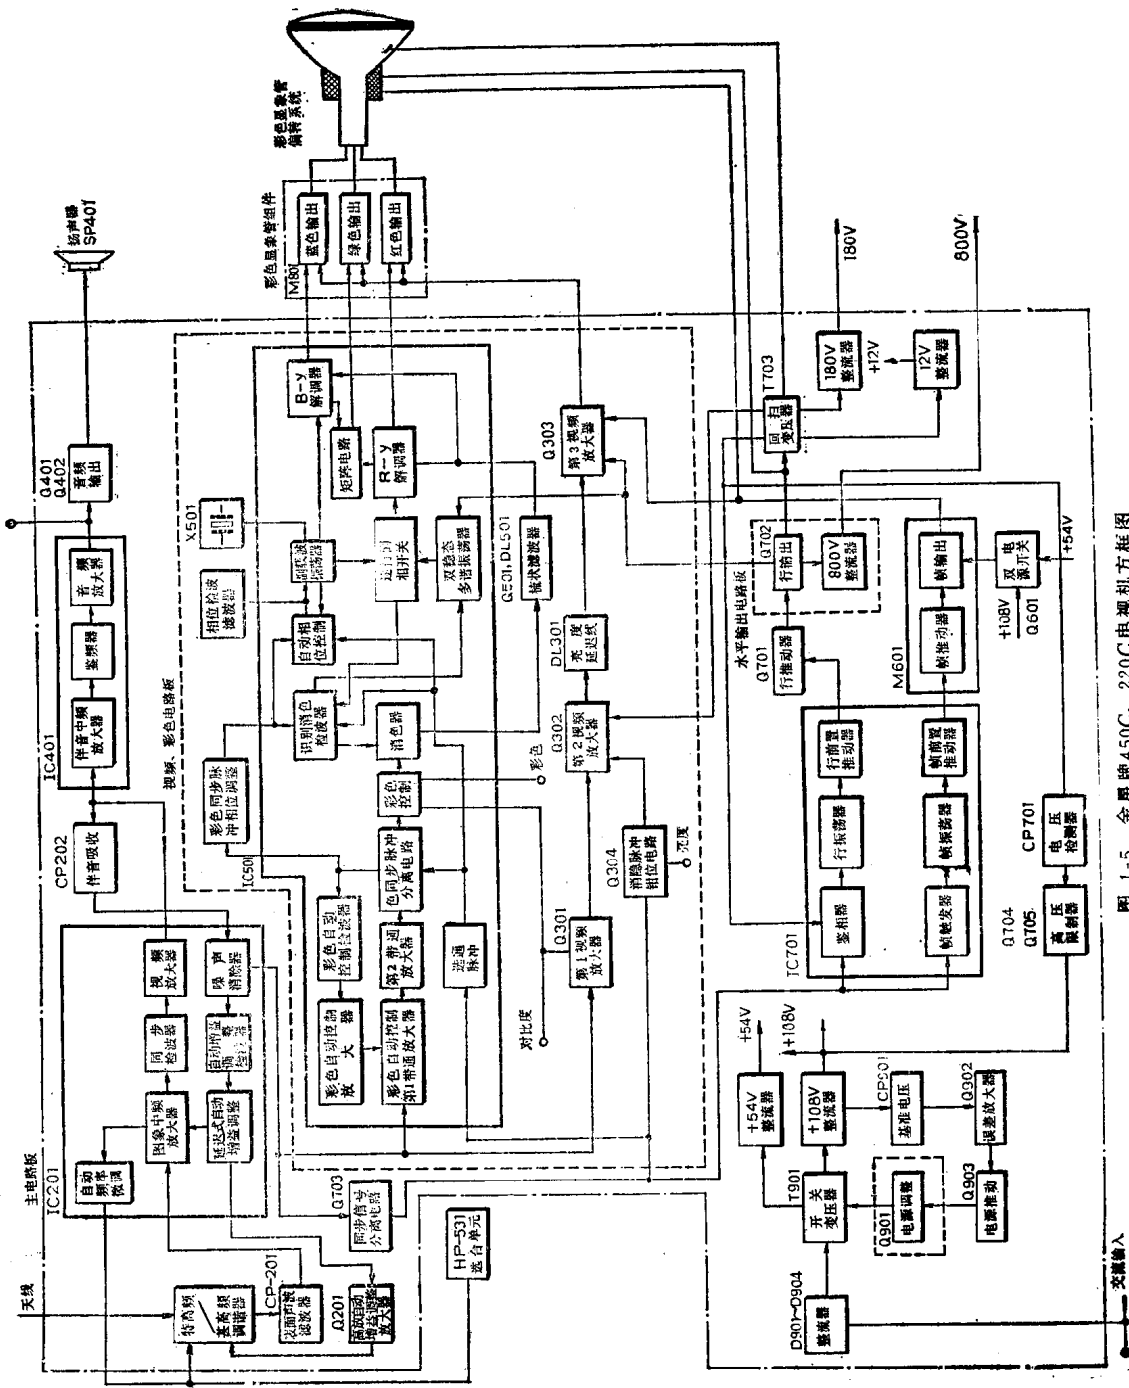 图 1-5 金星牌 450C、220C电视机方框图
天线
主电路板
IC201
特高频
甚高频
调谐器
CP-201
表面声波
滤波器
Q201
高放自动
增益调整
放大器
HP-531
选台单元
自动
频率
微调
图象中频
放大器
同步
检波器
视频
放大器
延迟式自动
增益调整
自动增益
噪声
消除器
Q703
同步信号
分离电路
CP202
伴音吸收
IC401
伴音中频
放大器
鉴频器
音频
放大器
Q401
Q402
音频
输出
扬声器
SP401
视频、彩色电路板
彩色同步脉
冲相位调整
相位检波
滤波器
X501
彩色自动控制
放大器
彩色自动
控制检波器
彩色自动控制
第1带通放大器
第2带通
放大器
色同步脉冲
分离电路
选通
脉冲
彩色控制
消色器
识别消色
检波器
自动相
位控制
副载波
振荡器
双稳态
多谐振荡器
矩阵电路
B-y
解调器
R-y
解调器
Q501,DL501
梳状滤波器
彩色
对比度
亮度
Q301
第1视频
放大器
Q304
消隐脉冲
钳位电路
Q302
第2视频
放大器
DL301
亮度
延迟线
Q303
第3视频
放大器
彩色显象管组件
M801
蓝色输出
绿色输出
红色输出
彩色显象管
偏转系统
IC701
鉴相器
行振荡器
行前置
推动器
帧触发器
帧振荡器
帧前置
推动器
Q701
行推动器
水平输出电路板
Q702
行输出
800V
整流器
M601
帧推动器
帧输出
+108V
Q601
双电
源开关
+54V
T703
回扫
变压器
180V
整流器
180V
+12V
12V
整流器
800V
CP701
电压
检测器
Q704
Q705
高压
限制器
交流输入
D901~D904
整流器
T901
开关
变压器
+54V
整流器
+54V
+108V
整流器
+108V
CP901
基准电压
Q902
误差放大器
Q903
电源推动
Q901
电源调整